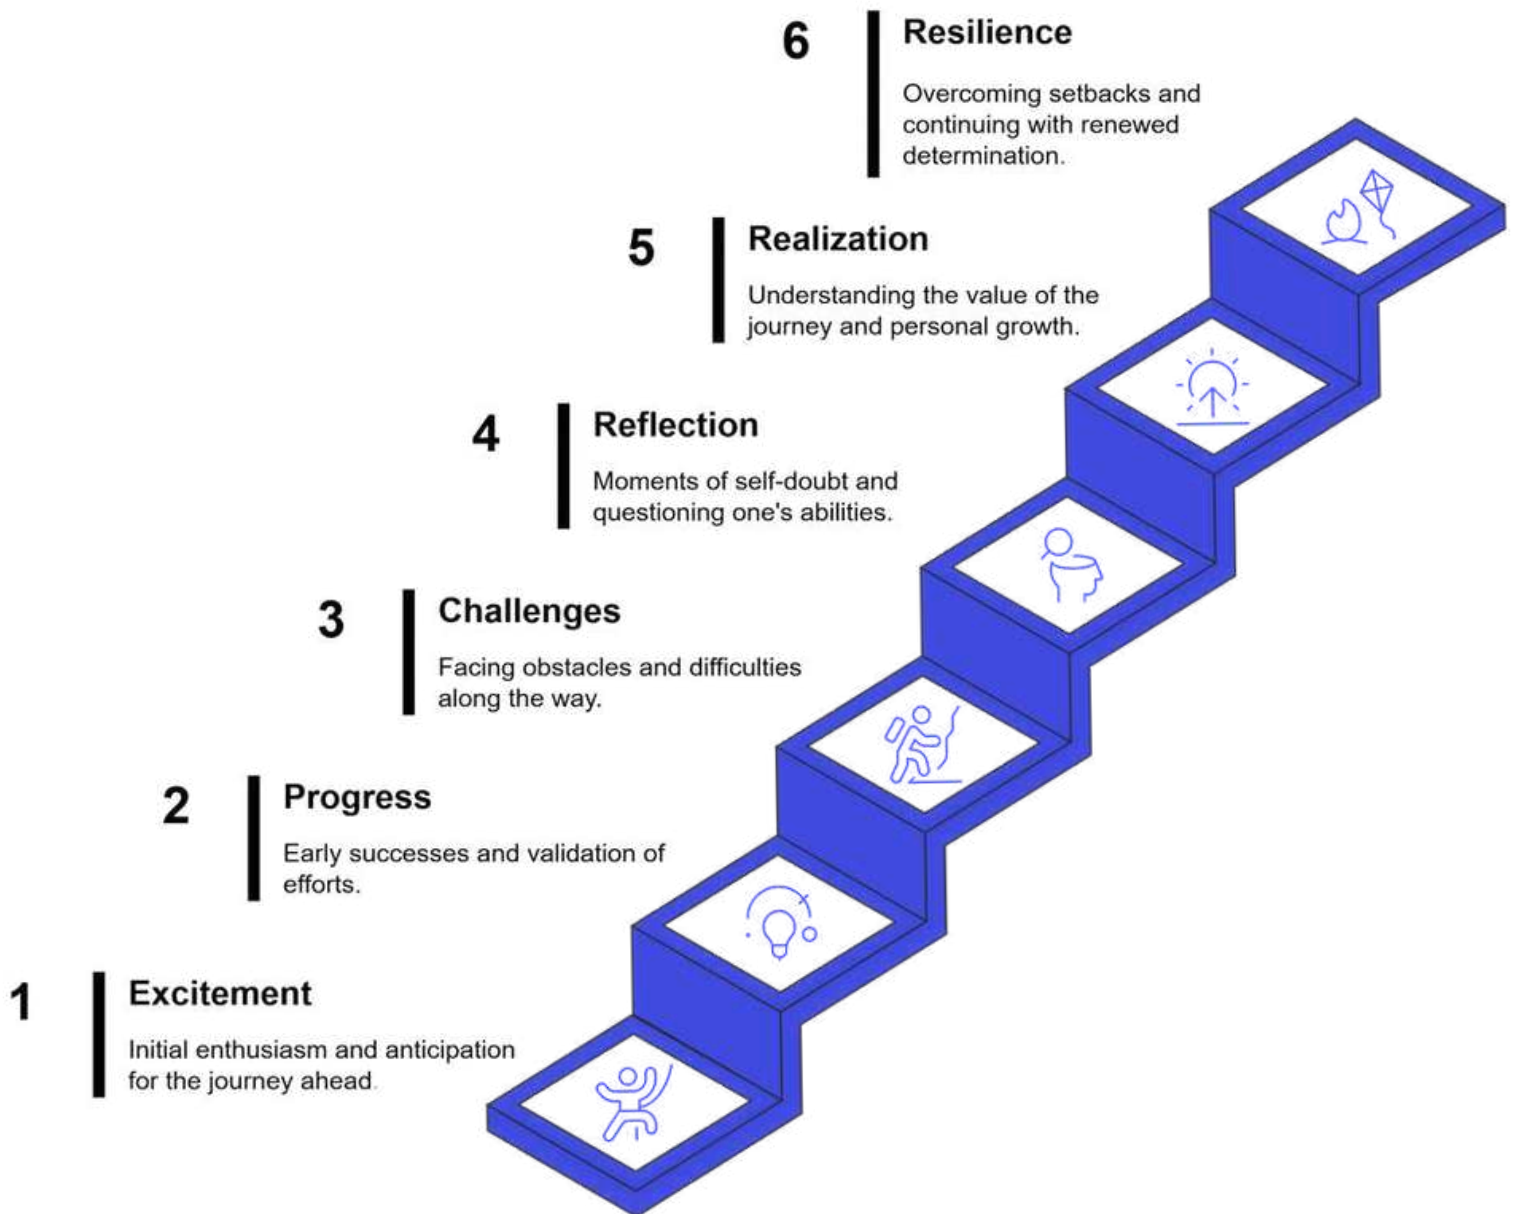 6
Resilience
Overcoming setbacks and
continuing with renewed
determination.
5
Realization
Understanding the value of the
journey and personal growth.
4
Reflection
Moments of self-doubt and
questioning one's abilities.
3
Challenges
Facing obstacles and difficulties
along the way.
2
Progress
Early successes and validation of
efforts.
1
Excitement
Initial enthusiasm and anticipation
for the journey ahead.